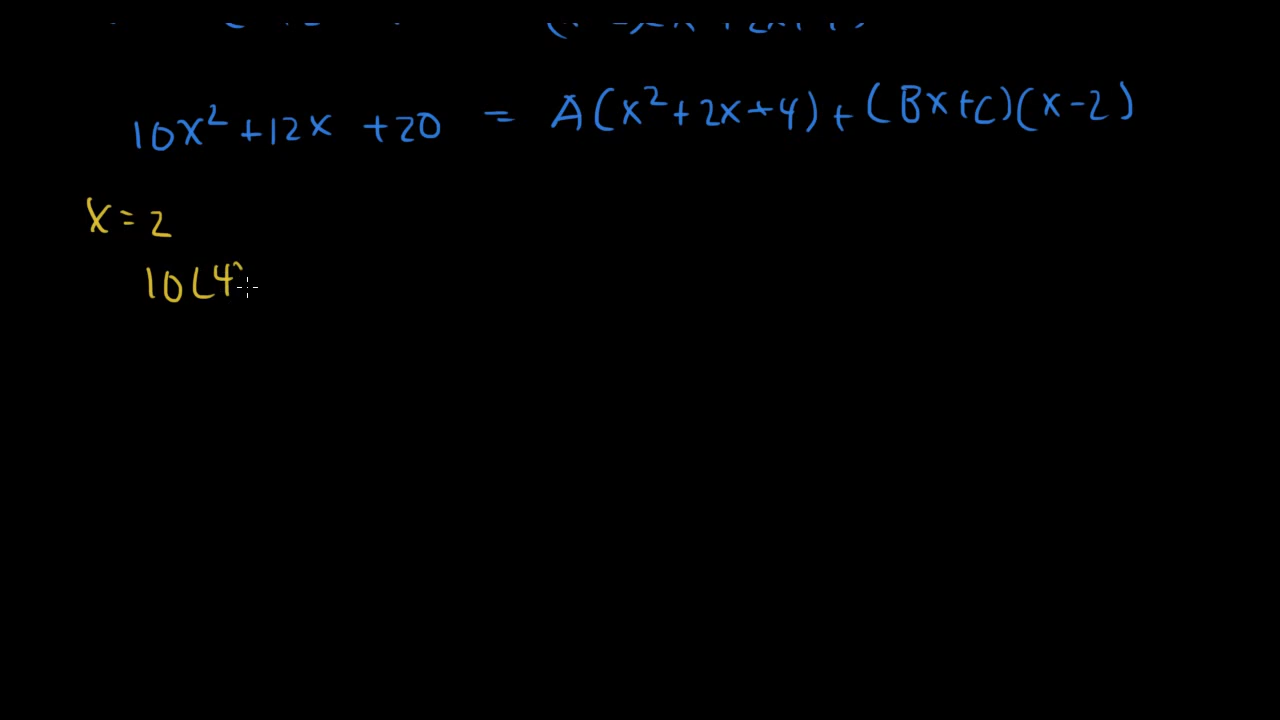 10x² + 12x + 20 = A(x² + 2x + 4) + (Bx + C)(x - 2)
x = 2
10(4)